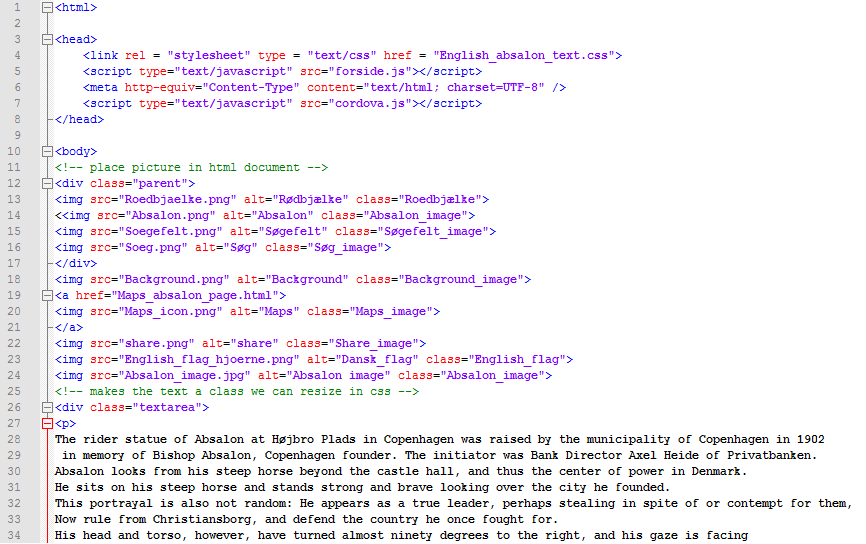 1 <html>
2
3 <head>
4 <link rel = "stylesheet" type = "text/css" href = "English_absalon_text.css">
5 <script type="text/javascript" src="forside.js"></script>
6 <meta http-equiv="Content-Type" content="text/html; charset=UTF-8" />
7 <script type="text/javascript" src="cordova.js"></script>
8 </head>
9
10 <body>
11 <!-- place picture in html document -->
12 <div class="parent">
13 <img src="Roedbjaelke.png" alt="Rødbjælke" class="Roedbjælke">
14 <<img src="Absalon.png" alt="Absalon" class="Absalon_image">
15 <img src="Soegefelt.png" alt="Søgefelt" class="Søgefelt_image">
16 <img src="Soeg.png" alt="Søg" class="Søg_image">
17 </div>
18 <img src="Background.png" alt="Background" class="Background_image">
19 <a href="Maps_absalon_page.html">
20 <img src="Maps_icon.png" alt="Maps" class="Maps_image">
21 </a>
22 <img src="share.png" alt="share" class="Share_image">
23 <img src="English_flag_hjoerne.png" alt="Dansk_flag" class="English_flag">
24 <img src="Absalon_image.jpg" alt="Absalon image" class="Absalon_image">
25 <!-- makes the text a class we can resize in css -->
26 <div class="textarea">
27 <p>
28 The rider statue of Absalon at Højbro Plads in Copenhagen was raised by the municipality of Copenhagen in 1902
29 in memory of Bishop Absalon, Copenhagen founder. The initiator was Bank Director Axel Heide of Privatbanken.
30 Absalon looks from his steep horse beyond the castle hall, and thus the center of power in Denmark.
31 He sits on his steep horse and stands strong and brave looking over the city he founded.
32 This portrayal is also not random: He appears as a true leader, perhaps stealing in spite of or contempt for them,
33 Now rule from Christiansborg, and defend the country he once fought for.
34 His head and torso, however, have turned almost ninety degrees to the right, and his gaze is facing